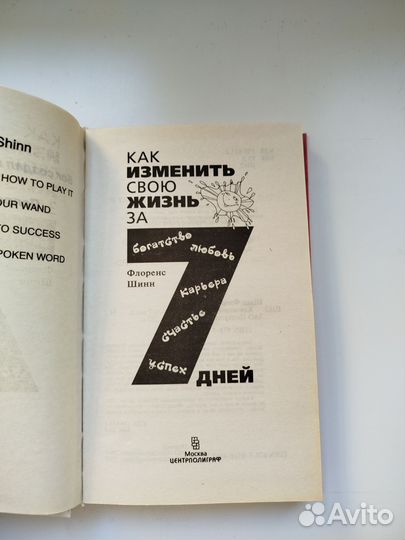 Shinn
HOW TO PLAY IT
OUR WAND
TO SUCCESS
POKEN WORD
КАК
ИЗМЕНИТЬ
СВОЮ
ЖИЗНЬ
ЗА
7
богатство
любовь
карьера
счастье
успех
Флоренс
Шинн
ДНЕЙ
Москва
ЦЕНТРПОЛИГРАФ
Avito